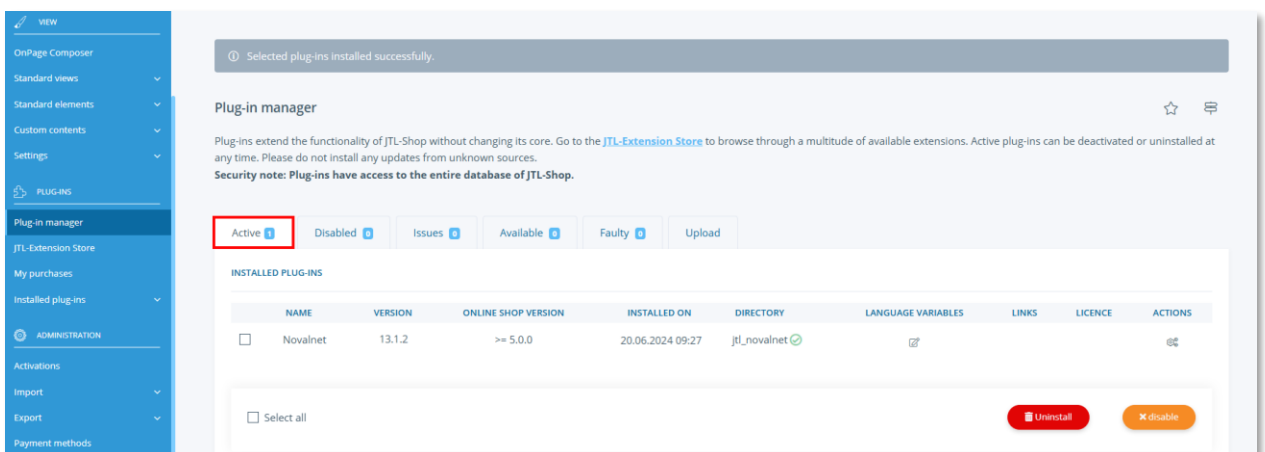 VIEW
OnPage Composer
Standard views
Standard elements
Custom contents
Settings
PLUG-INS
Plug-in manager
JTL-Extension Store
My purchases
Installed plug-ins
ADMINISTRATION
Activations
Import
Export
Payment methods
Selected plug-ins installed successfully.
Plug-in manager
Plug-ins extend the functionality of JTL-Shop without changing its core. Go to the JTL-Extension Store to browse through a multitude of available extensions. Active plug-ins can be deactivated or uninstalled at
any time. Please do not install any updates from unknown sources.
Security note: Plug-ins have access to the entire database of JTL-Shop.
Active 1 Disabled 0 Issues 0 Available 0 Faulty 0 Upload
INSTALLED PLUG-INS
NAME VERSION ONLINE SHOP VERSION INSTALLED ON DIRECTORY LANGUAGE VARIABLES LINKS LICENCE ACTIONS
Novalnet 13.1.2 >= 5.0.0 20.06.2024 09:27 jtl_novalnet
Select all Uninstall disable